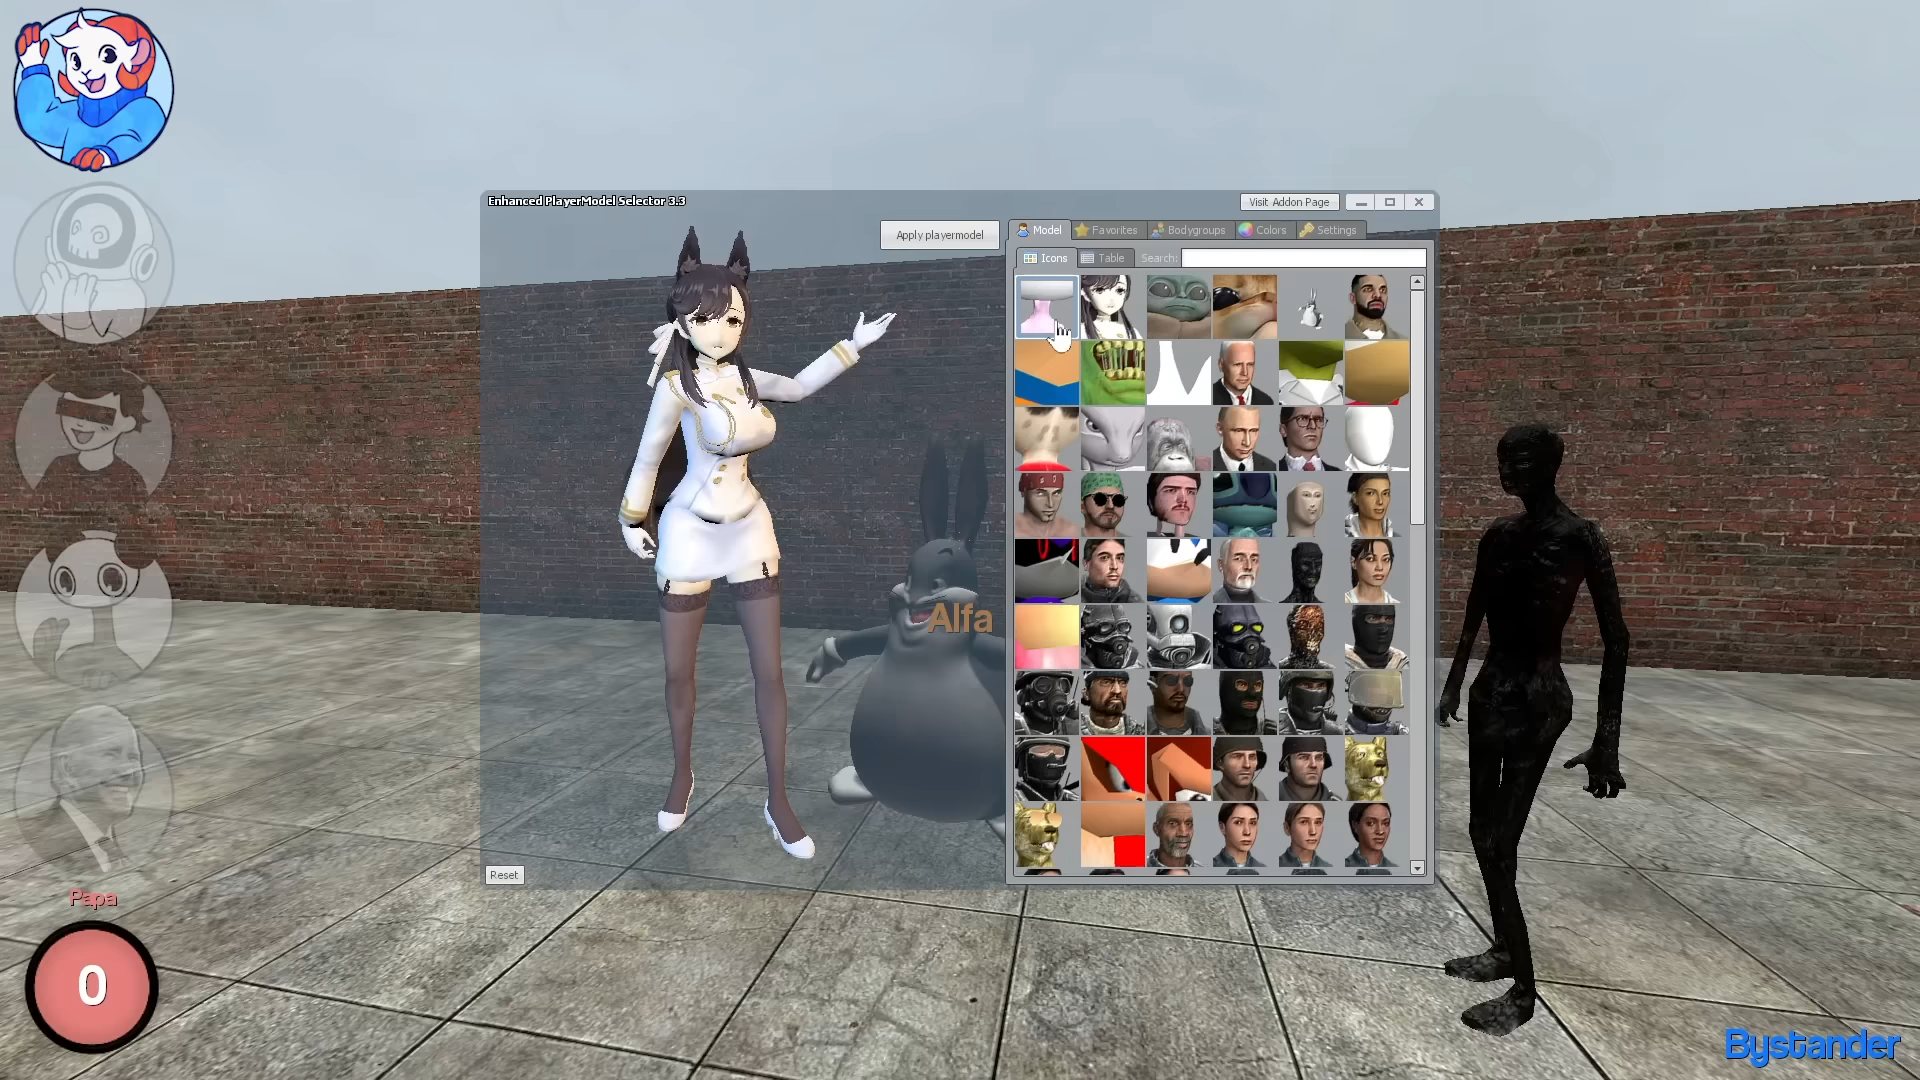 Enhanced PlayerModel Selector 3.3
Visit Addon Page
Apply playermodel
Model
Favorites
Bodygroups
Colors
Settings
Icons
Table
Search:
Alfa
Reset
Papa
0
Bystander